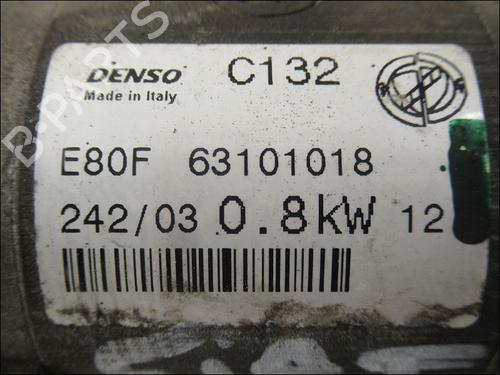 DENSO C132
Made in Italy
E80F 63101018
242/03 0.8kW 12
B-PARTS